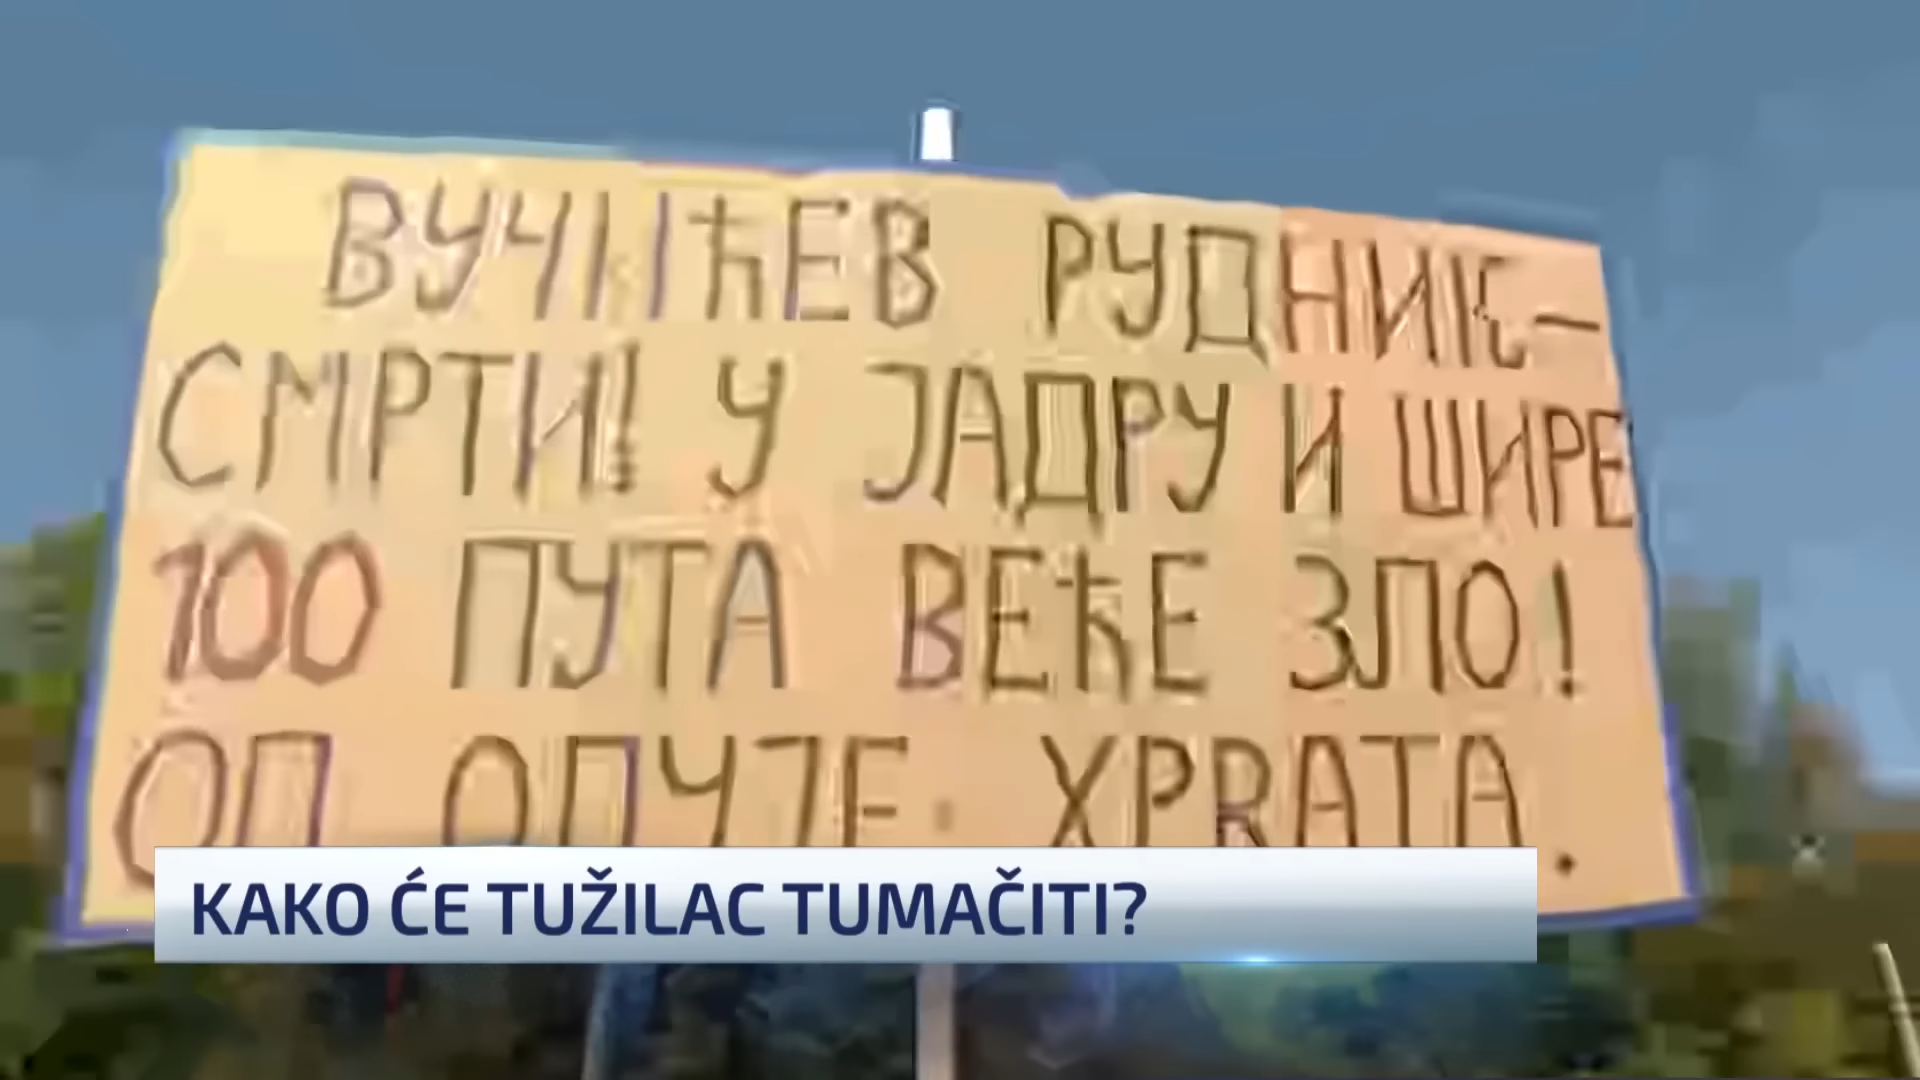 ВУЧИЋЕВ РУДНИК –
СМРТИ! У ЈАДРУ И ШИРЕ
100 ПУТА ВЕЋЕ ЗЛО!
ОД ОЛУЈЕ ХРВАТА.
KAKO ĆE TUŽILAC TUMAČITI?